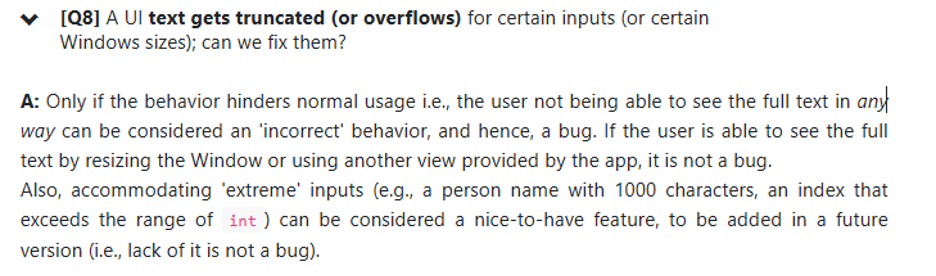 [Q8] A UI text gets truncated (or overflows) for certain inputs (or certain
Windows sizes); can we fix them?
A: Only if the behavior hinders normal usage i.e., the user not being able to see the full text in any
way can be considered an 'incorrect' behavior, and hence, a bug. If the user is able to see the full
text by resizing the Window or using another view provided by the app, it is not a bug.
Also, accommodating 'extreme' inputs (e.g., a person name with 1000 characters, an index that
exceeds the range of int ) can be considered a nice-to-have feature, to be added in a future
version (i.e., lack of it is not a bug).